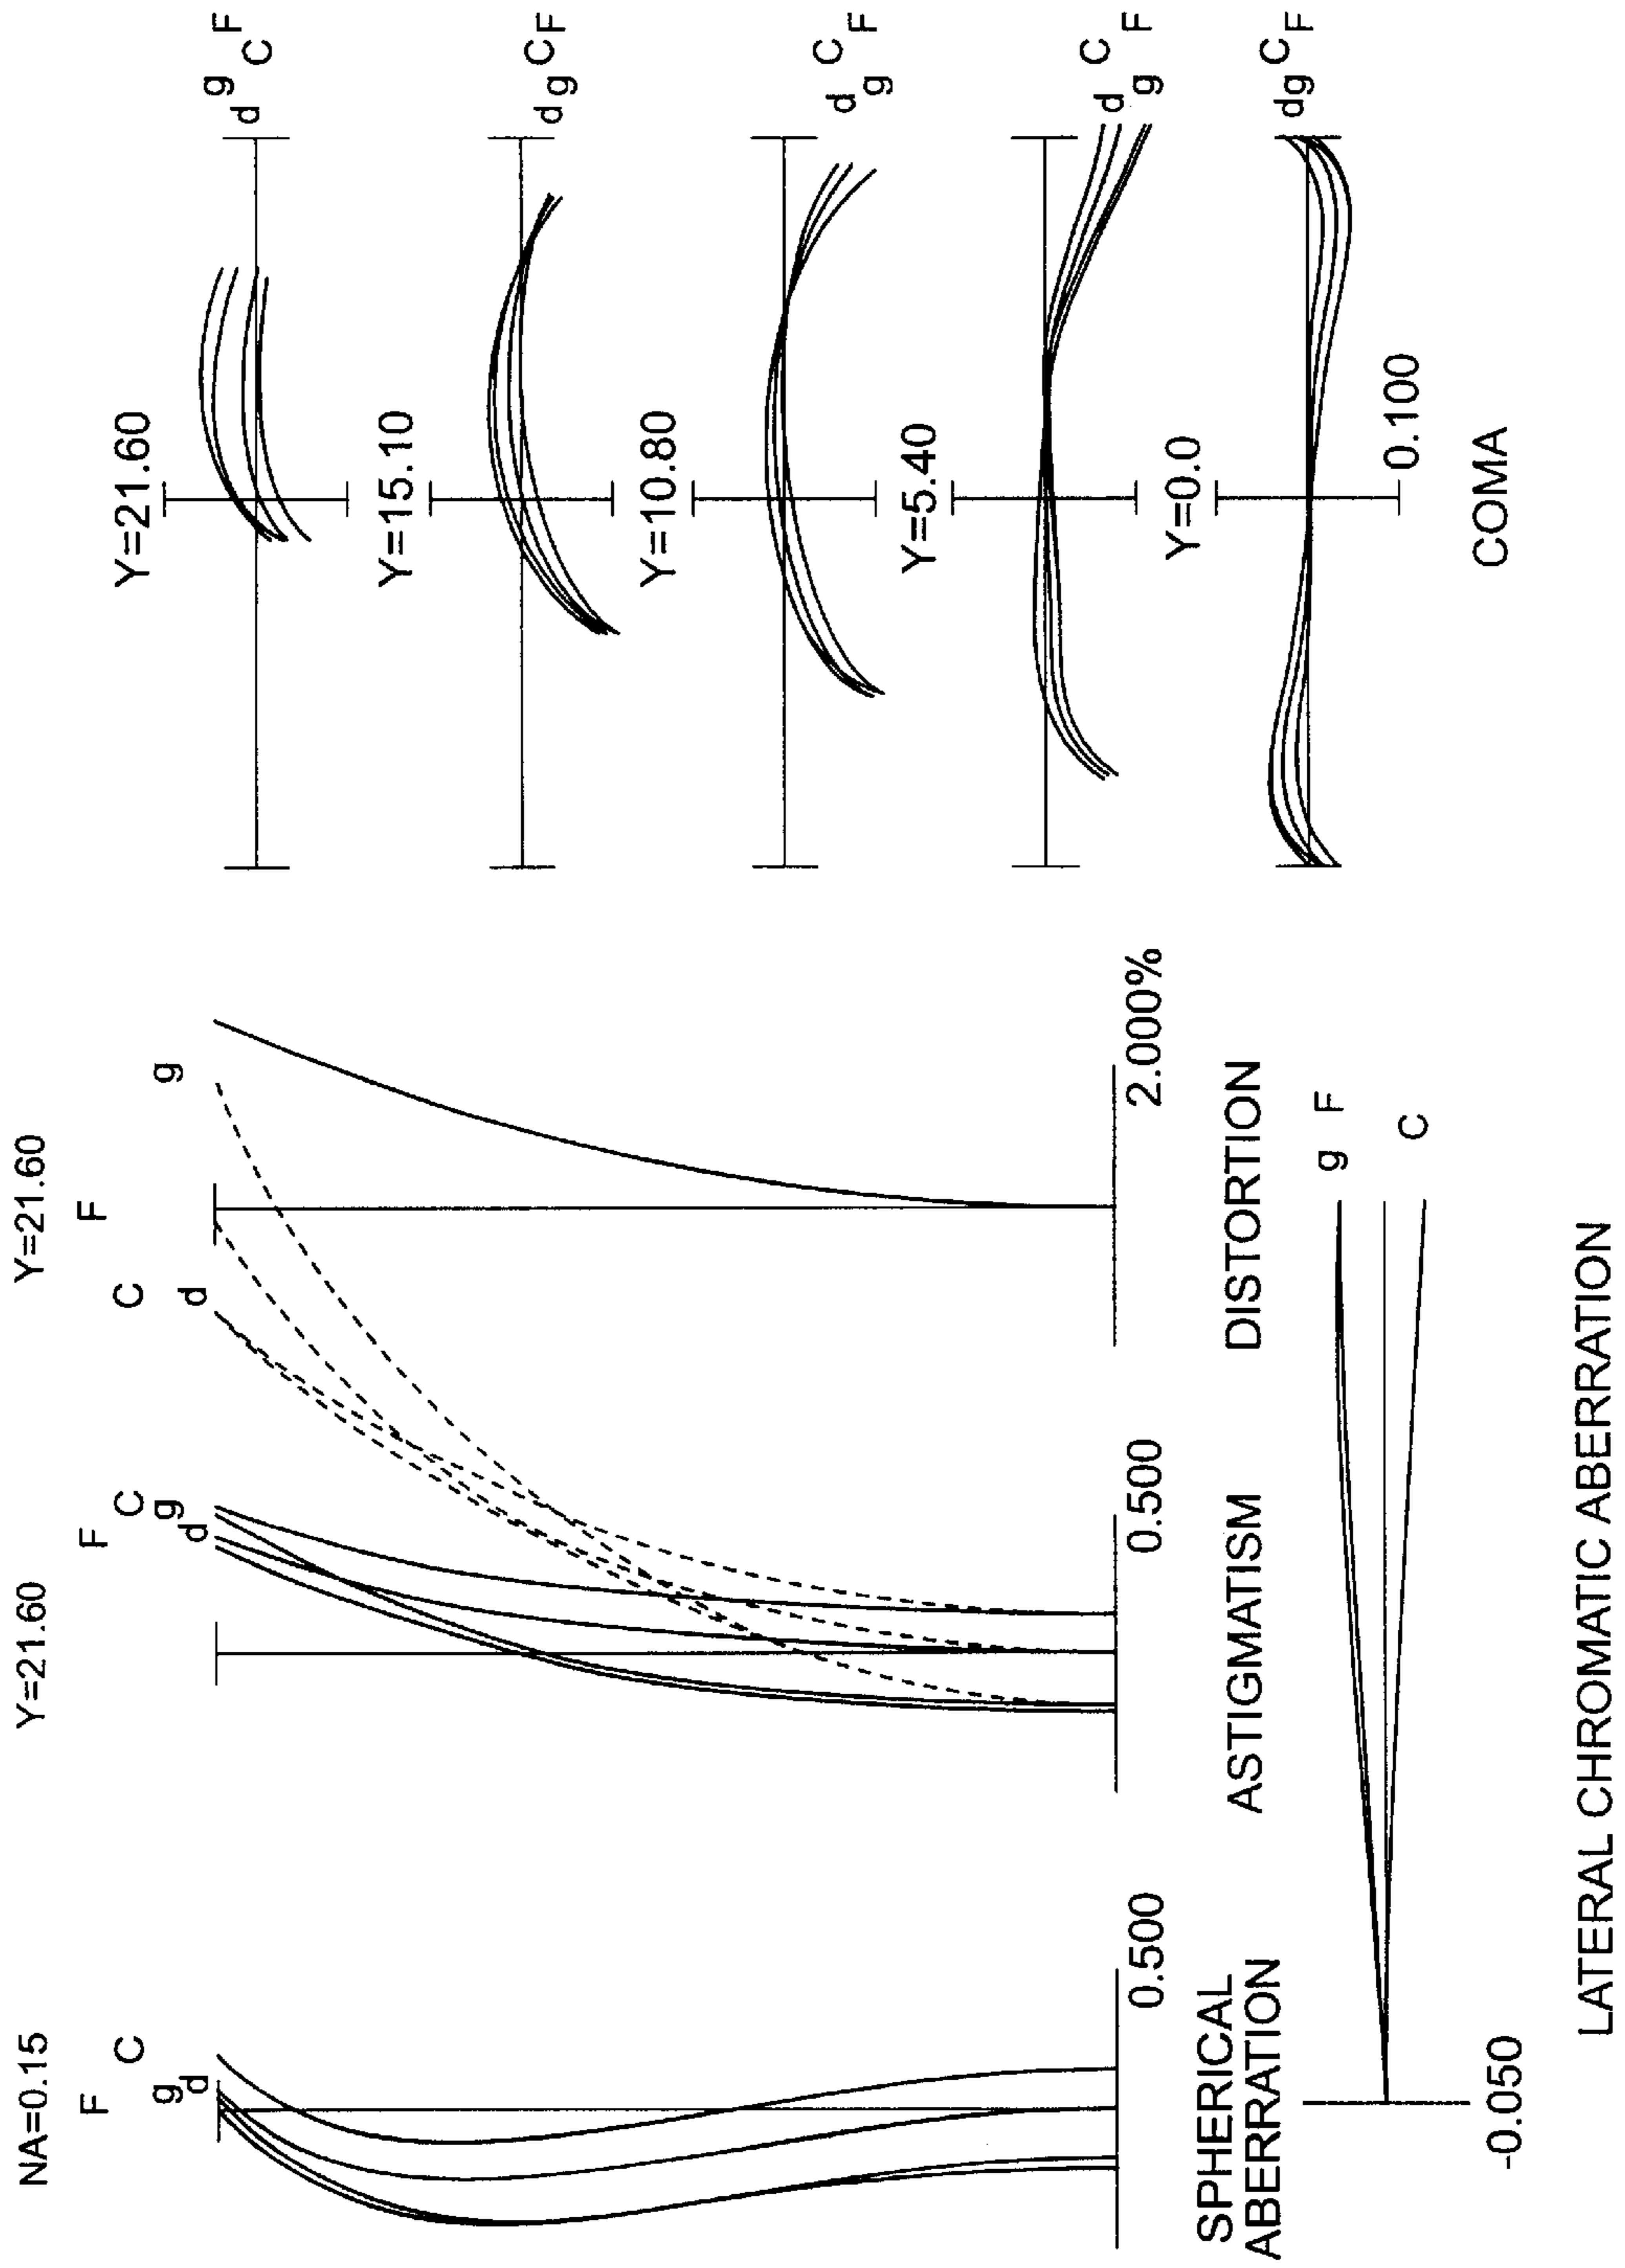 NA=0.15
F
C
g
d
0.500
SPHERICAL
ABERRATION
Y=21.60
F
C
g
d
0.500
ASTIGMATISM
Y=21.60
F
C
d
g
2.000%
DISTORTION
Y=21.60
d
g
C
F
Y=15.10
d
g
C
F
Y=10.80
d
g
C
F
Y=5.40
d
g
C
F
Y=0.0
d
g
C
F
0.100
COMA
g
F
C
-0.050
LATERAL CHROMATIC ABERRATION